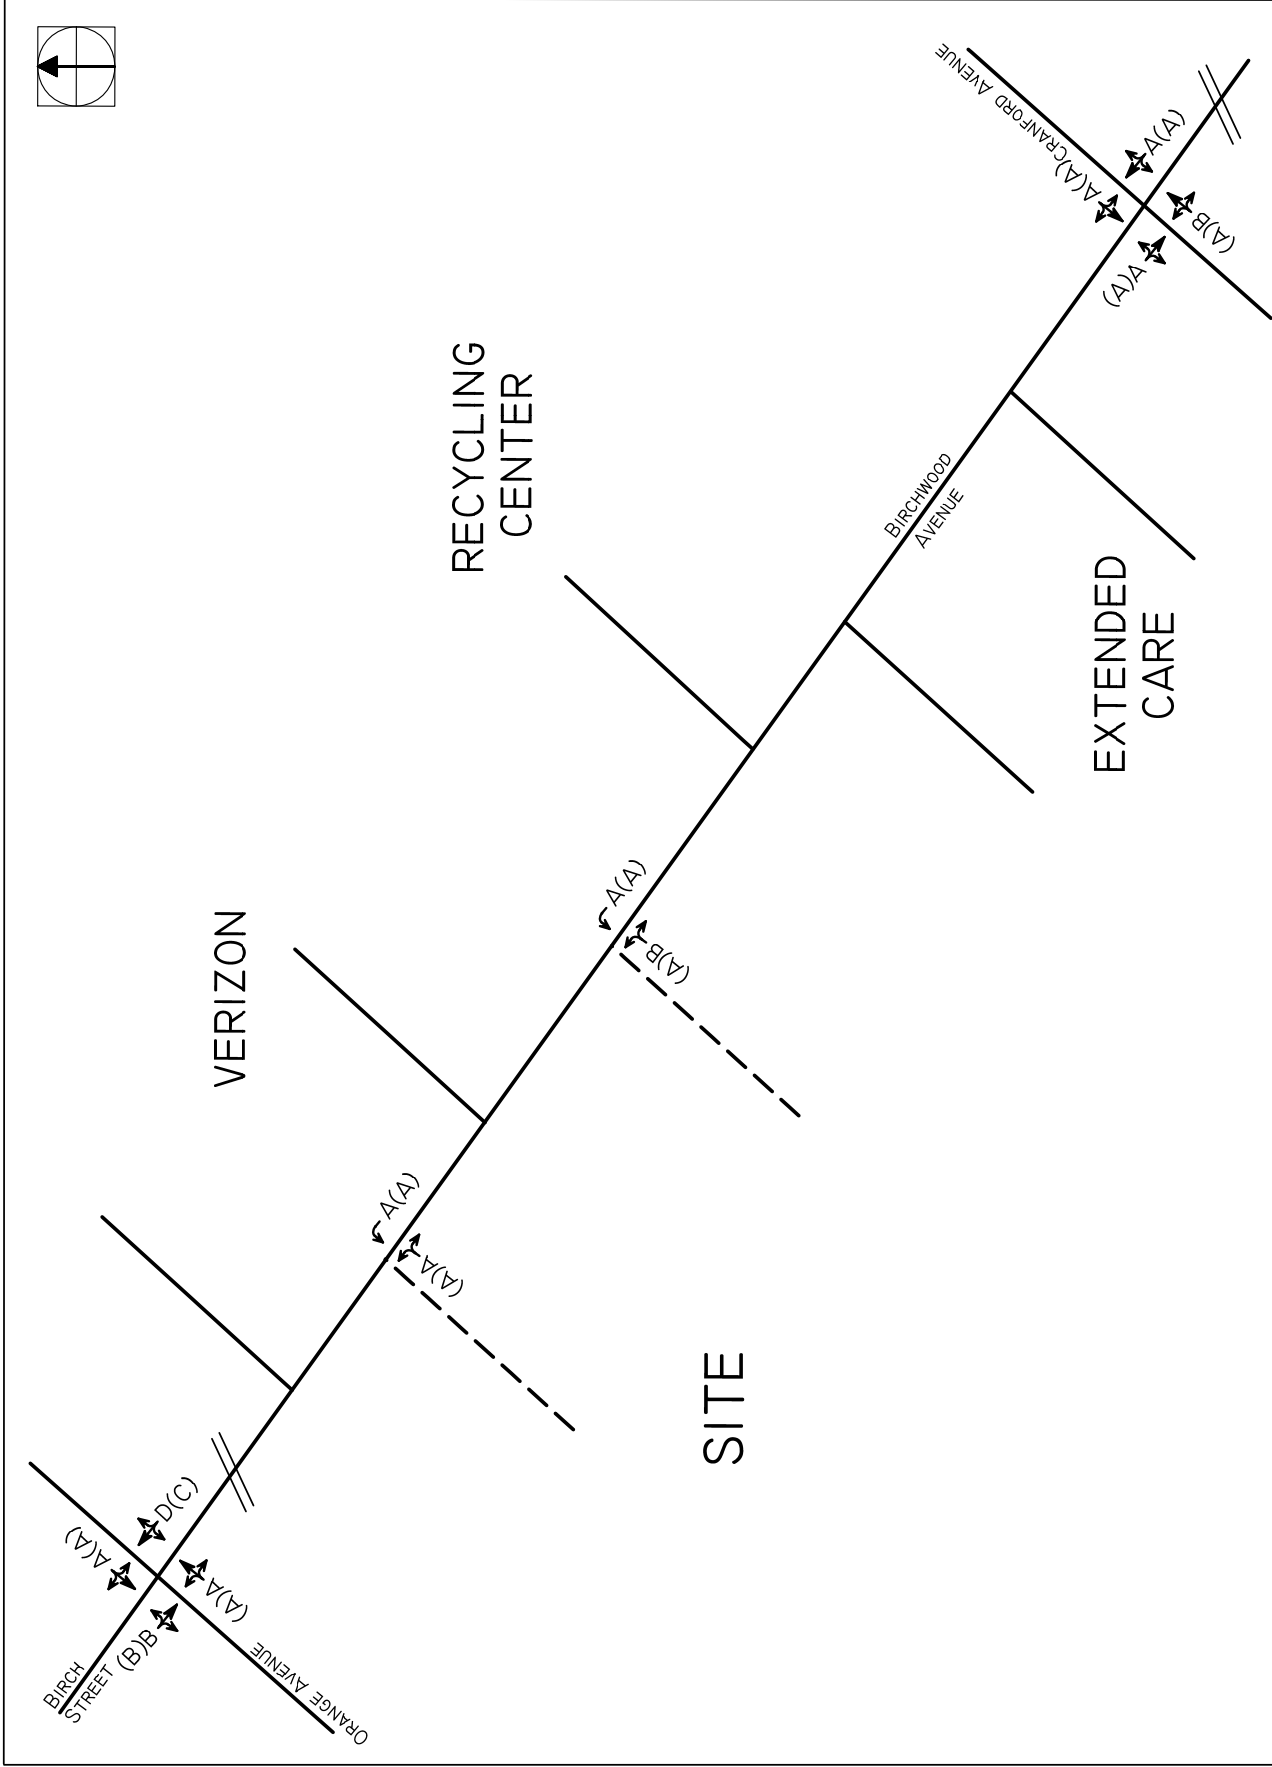 BIRCH
STREET
(B)B
A(A)
D(C)
(A)A
ORANGE AVENUE
A(A)
(A)A
VERIZON
SITE
A(A)
(A)B
RECYCLING
CENTER
BIRCHWOOD
AVENUE
EXTENDED
CARE
CRANFORD AVENUE
A(A)
A(A)
(A)A
(A)B